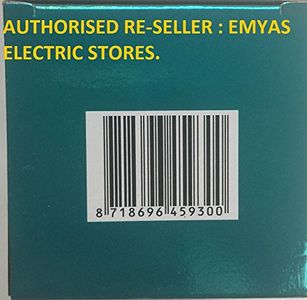 AUTHORISED RE-SELLER : EMYAS
ELECTRIC STORES.
8 718696 459300